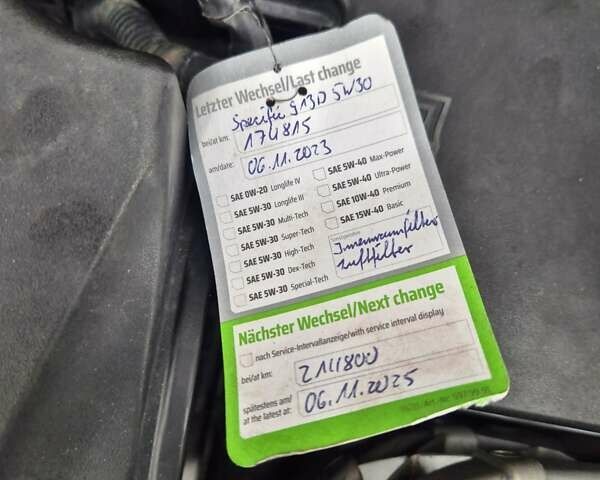 Letzter Wechsel/Last change
Specific 913D 5W30
bei/at km: 174815
am/date: 06.11.2023
SAE 0W-20 Longlife IV
SAE 5W-30 Longlife III
SAE 5W-30 Multi-Tech
SAE 5W-30 Super-Tech
SAE 5W-30 High-Tech
SAE 5W-30 Dex-Tech
SAE 5W-30 Special-Tech
SAE 5W-40 Max-Power
SAE 5W-40 Ultra-Power
SAE 10W-40 Premium
SAE 15W-40 Basic
Innenraumfilter
Luftfilter
Nächster Wechsel/Next change
nach Service-Intervallanzeige/with service interval display
bei/at km: 214800
spätestens am/
at the latest at: 06.11.2025